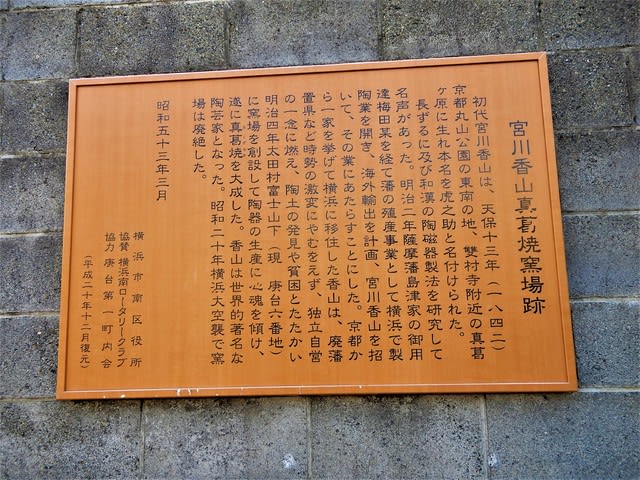 宮川香山真葛焼窯場跡
初代宮川香山は、天保十三年（一八四二）
京都丸山公園の東南の地、雙村寺附近の真葛
ヶ原に生れ本名を虎之助と名付けられた。
長ずるに及び和漢の陶磁器製法を研究して
名声があった。明治二年薩摩藩島津家の御用
達梅田某を経て藩の殖産事業として横浜で製
陶業を開き、海外輸出を計画、宮川香山を招
いて、その業にあたらすことにした。京都か
ら一家を挙げて横浜に移住した香山は、廃藩
置県など時勢の激変にやむをえず、独立自営
の一念に燃え、陶土の発見や貧困とたたかい
明治四年太田村富士山下（現 庚台六番地）
に窯場を創設して陶器の生産に心魂を傾け、
遂に真葛焼を大成した。香山は世界的著名な
陶芸家となった。昭和二十年横浜大空襲で窯
場は廃絶した。
昭和五十三年三月
横浜市南区役所
協賛 横浜南ロータリークラブ
協力 庚台第一町内会
（平成二十年十二月復元）